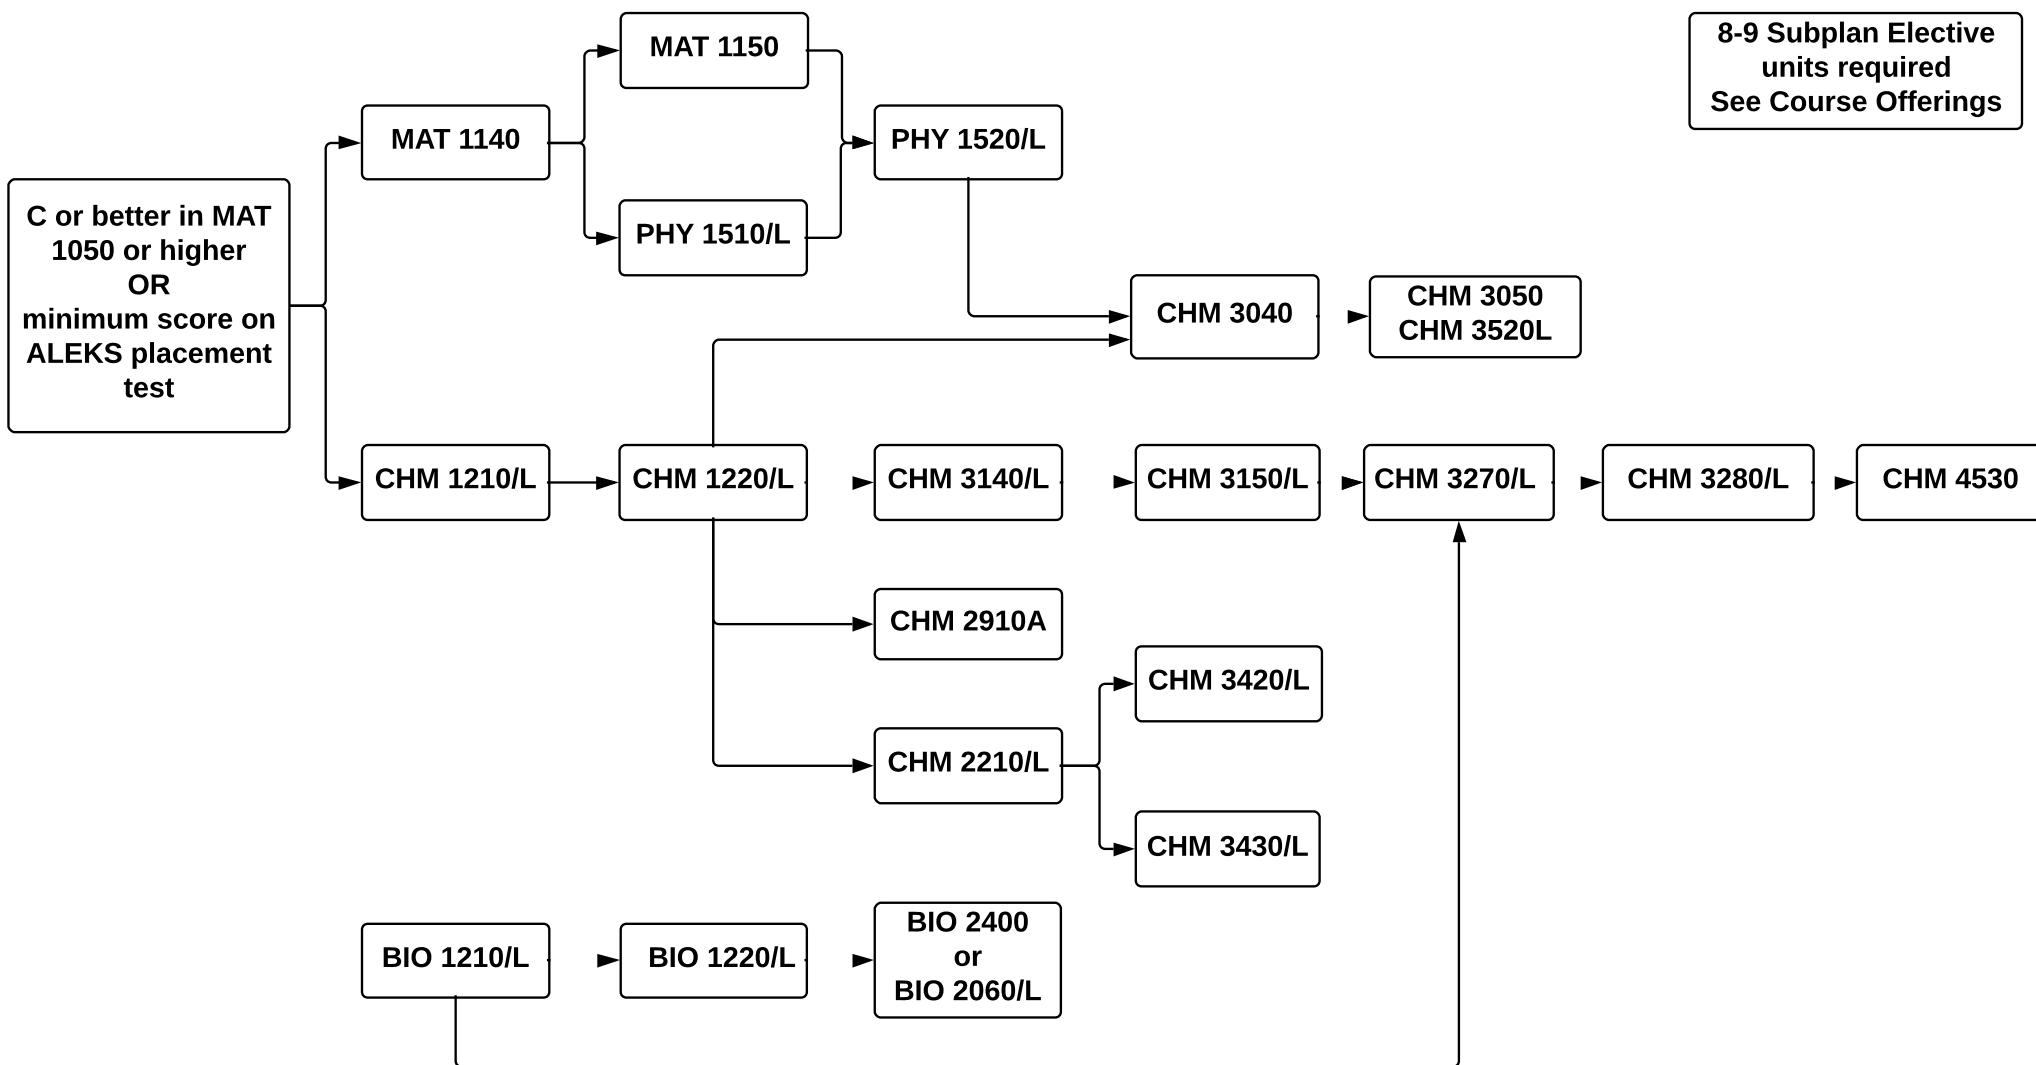 MAT 1150
8-9 Subplan Elective
units required
See Course Offerings
MAT 1140
PHY 1520/L
C or better in MAT
1050 or higher
OR
minimum score on
ALEKS placement
test
PHY 1510/L
CHM 3040
CHM 3050
CHM 3520L
CHM 1210/L
CHM 1220/L
CHM 3140/L
CHM 3150/L
CHM 3270/L
CHM 3280/L
CHM 4530
CHM 2910A
CHM 3420/L
CHM 2210/L
CHM 3430/L
BIO 1210/L
BIO 1220/L
BIO 2400
or
BIO 2060/L